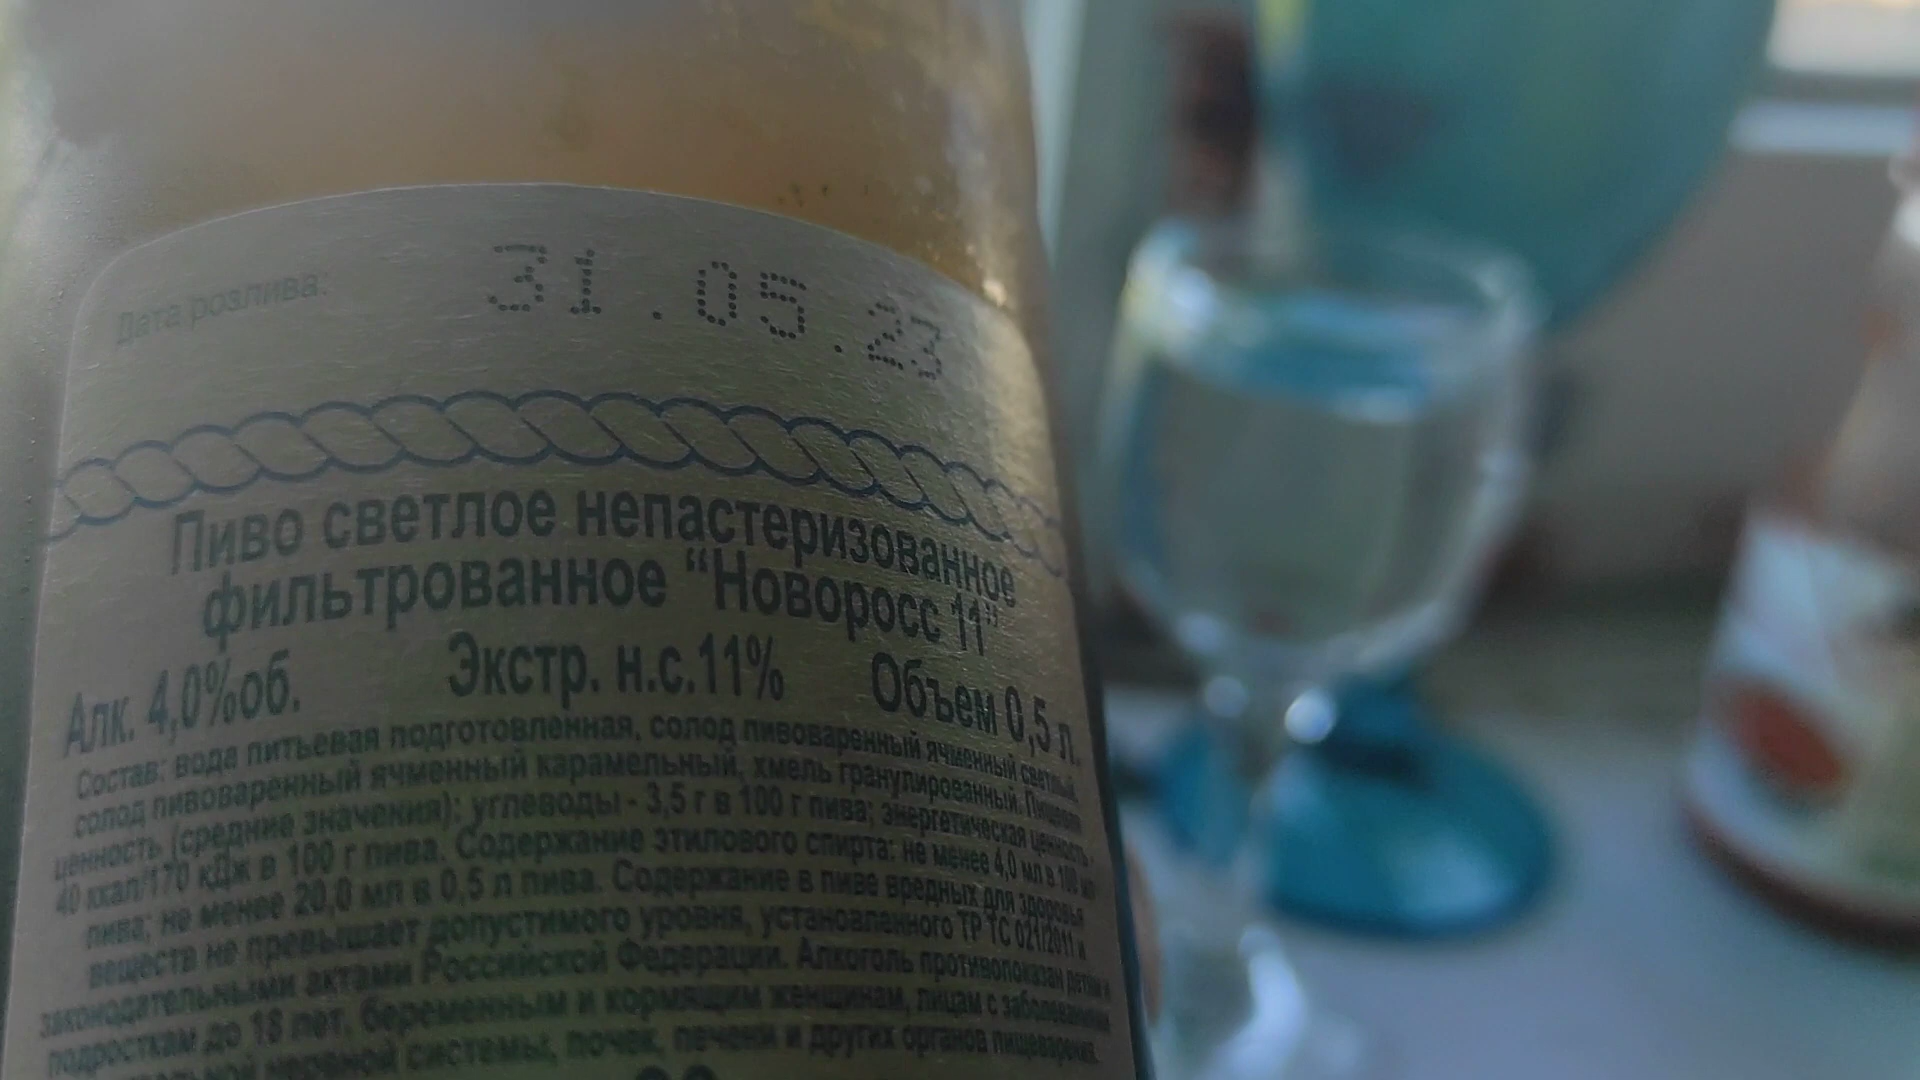 Дата розлива: 31.05.23
Пиво светлое непастеризованное
фильтрованное “Новоросс 11”
Алк. 4,0%об. Экстр. н.с.11% Объем 0,5 л.
Состав: вода питьевая подготовленная, солод пивоваренный ячменный светлый,
солод пивоваренный ячменный карамельный, хмель гранулированный. Пищевая
ценность (средние значения): углеводы - 3,5 г в 100 г пива; энергетическая ценность -
40 ккал/170 кДж в 100 г пива. Содержание этилового спирта: не менее 4,0 мл в 100 мл
пива; не менее 20,0 мл в 0,5 л пива. Содержание в пиве вредных для здоровья
веществ не превышает допустимого уровня, установленного ТР ТС 021/2011 и
законодательными актами Российской Федерации. Алкоголь противопоказан детям и
подросткам до 18 лет, беременным и кормящим женщинам, лицам с заболеваниями
нервной системы, почек, печени и других органов пищеварения.